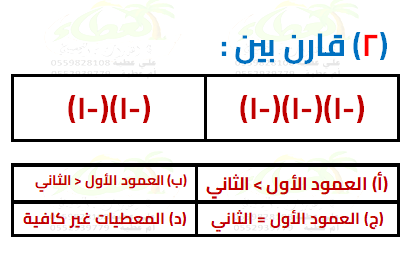 (٢) قارن بين :
(-١)(-١)(-١)
(-١)(-١)
(أ) العمود الأول > الثاني
(ب) العمود الأول < الثاني
(ج) العمود الأول = الثاني
(د) المعطيات غير كافية